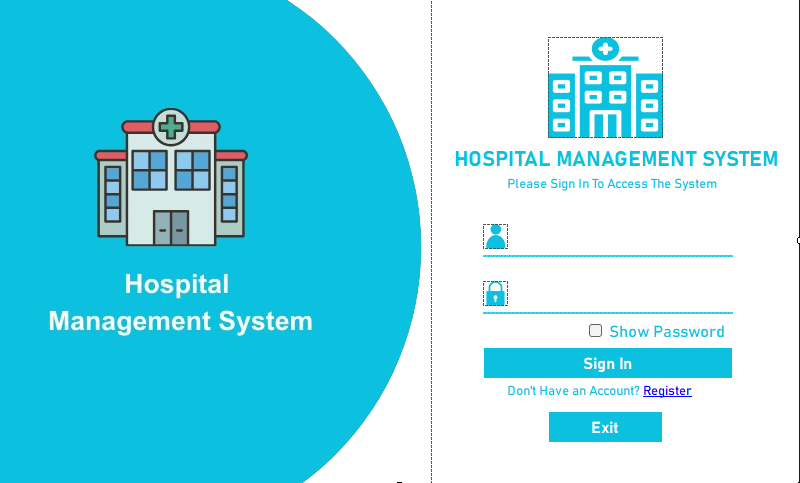 Hospital
Management System
HOSPITAL MANAGEMENT SYSTEM
Please Sign In To Access The System
Show Password
Sign In
Don't Have an Account? Register
Exit